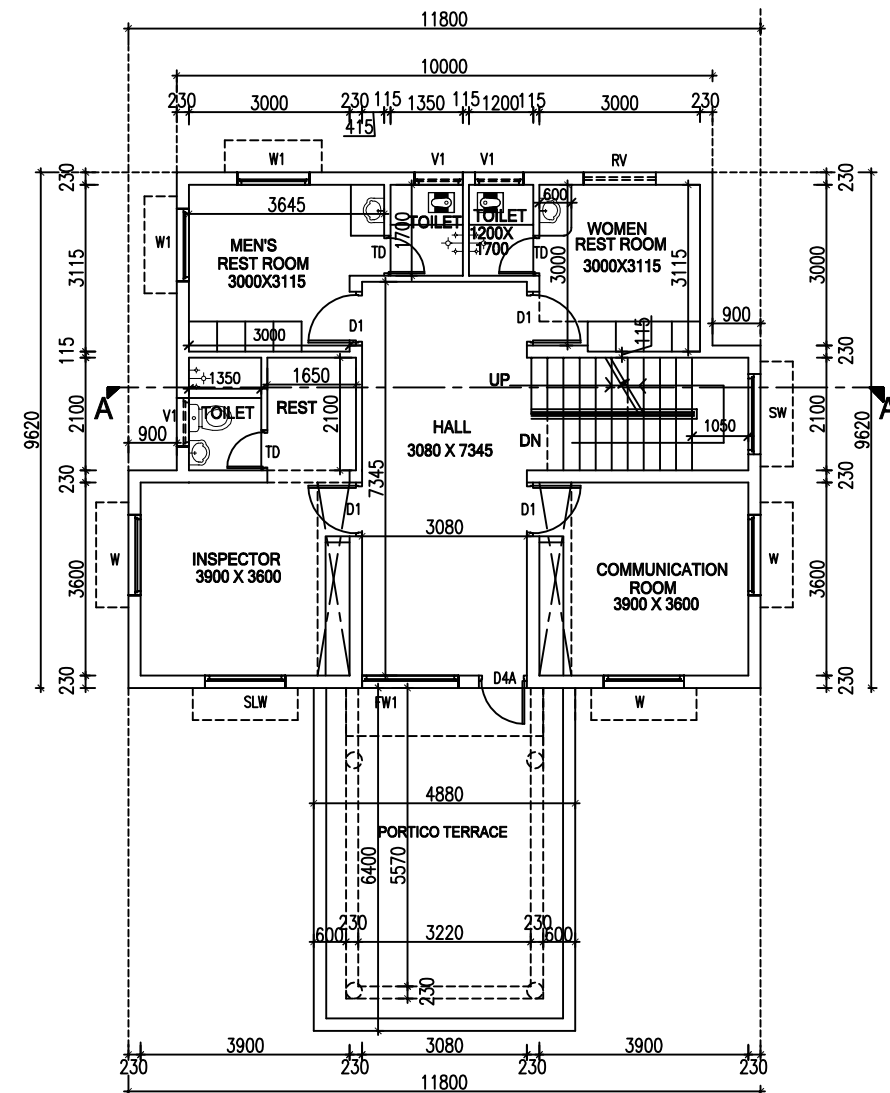 11800
10000
230 3000 230 115 1350 115 1200 115 3000 230
415
W1 V1 V1 RV
230 230
3645 600
TOILET TOILET
1200X
1700
1700
W1
MEN'S
REST ROOM
3000X3115
WOMEN
REST ROOM
3000X3115
TD TD
3115 3000 3115 3000
900
D1 D1
3000 115
115 230
1350 1650 UP
A A
V1 TOILET REST
HALL
3080 X 7345
DN
1050
SW
900
TD
2100 2100 2100
9620 9620
7345
230 230
D1 3080 D1
W
INSPECTOR
3900 X 3600
COMMUNICATION
ROOM
3900 X 3600
W
3600 3600
D4A
230 230
SLW FW1 W
4880
PORTICO TERRACE
6400 5570
230 230
600 3220 600
230
3900 3080 3900
230 230 230 230
11800